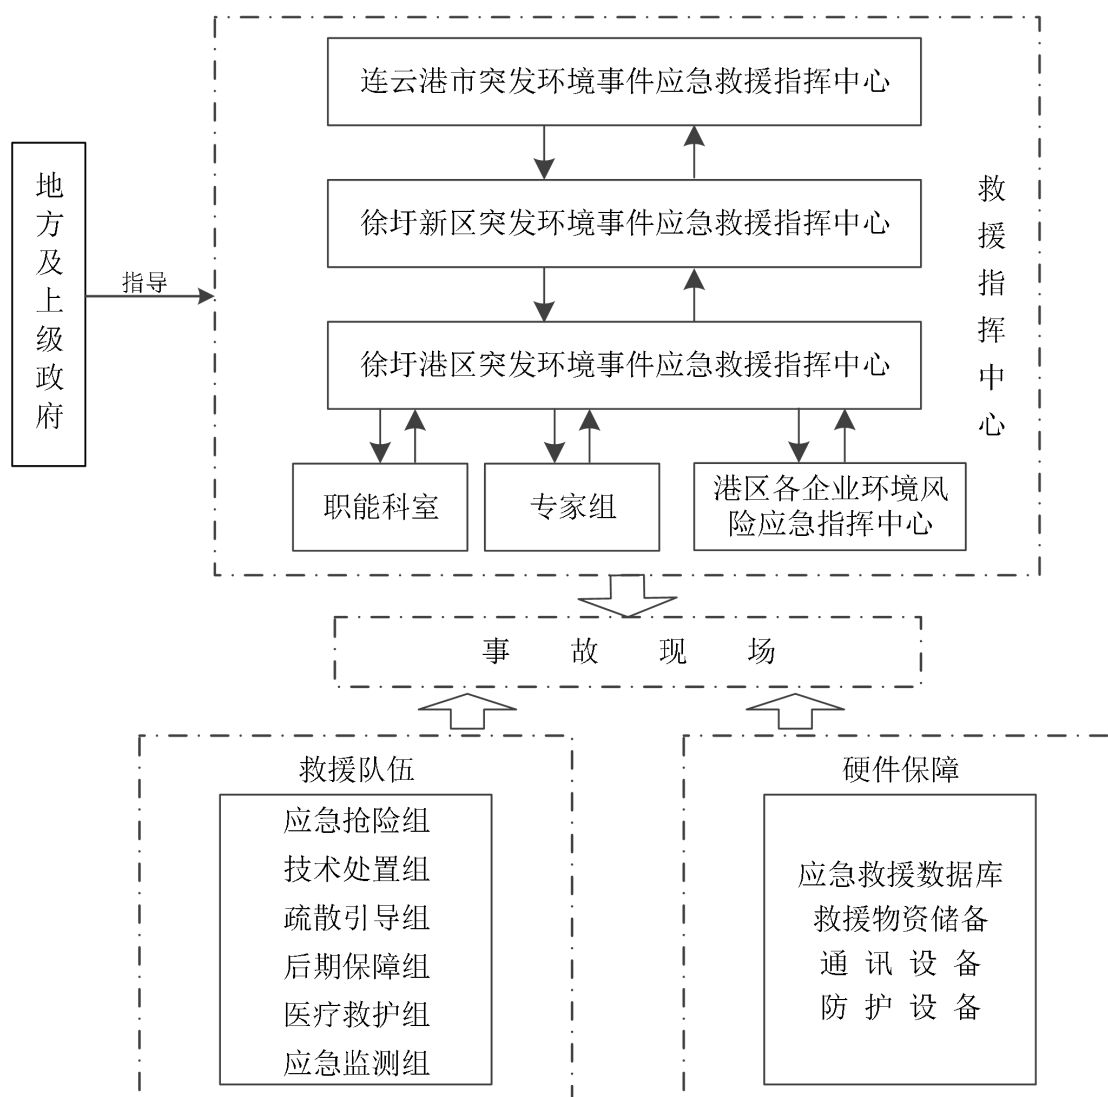 连云港市突发环境事件应急救援指挥中心
地方及上级政府
指导
徐圩新区突发环境事件应急救援指挥中心
徐圩港区突发环境事件应急救援指挥中心
救援指挥中心
职能科室
专家组
港区各企业环境风
险应急指挥中心
事故现场
救援队伍
应急抢险组
技术处置组
疏散引导组
后期保障组
医疗救护组
应急监测组
硬件保障
应急救援数据库
救援物资储备
通讯设备
防护设备